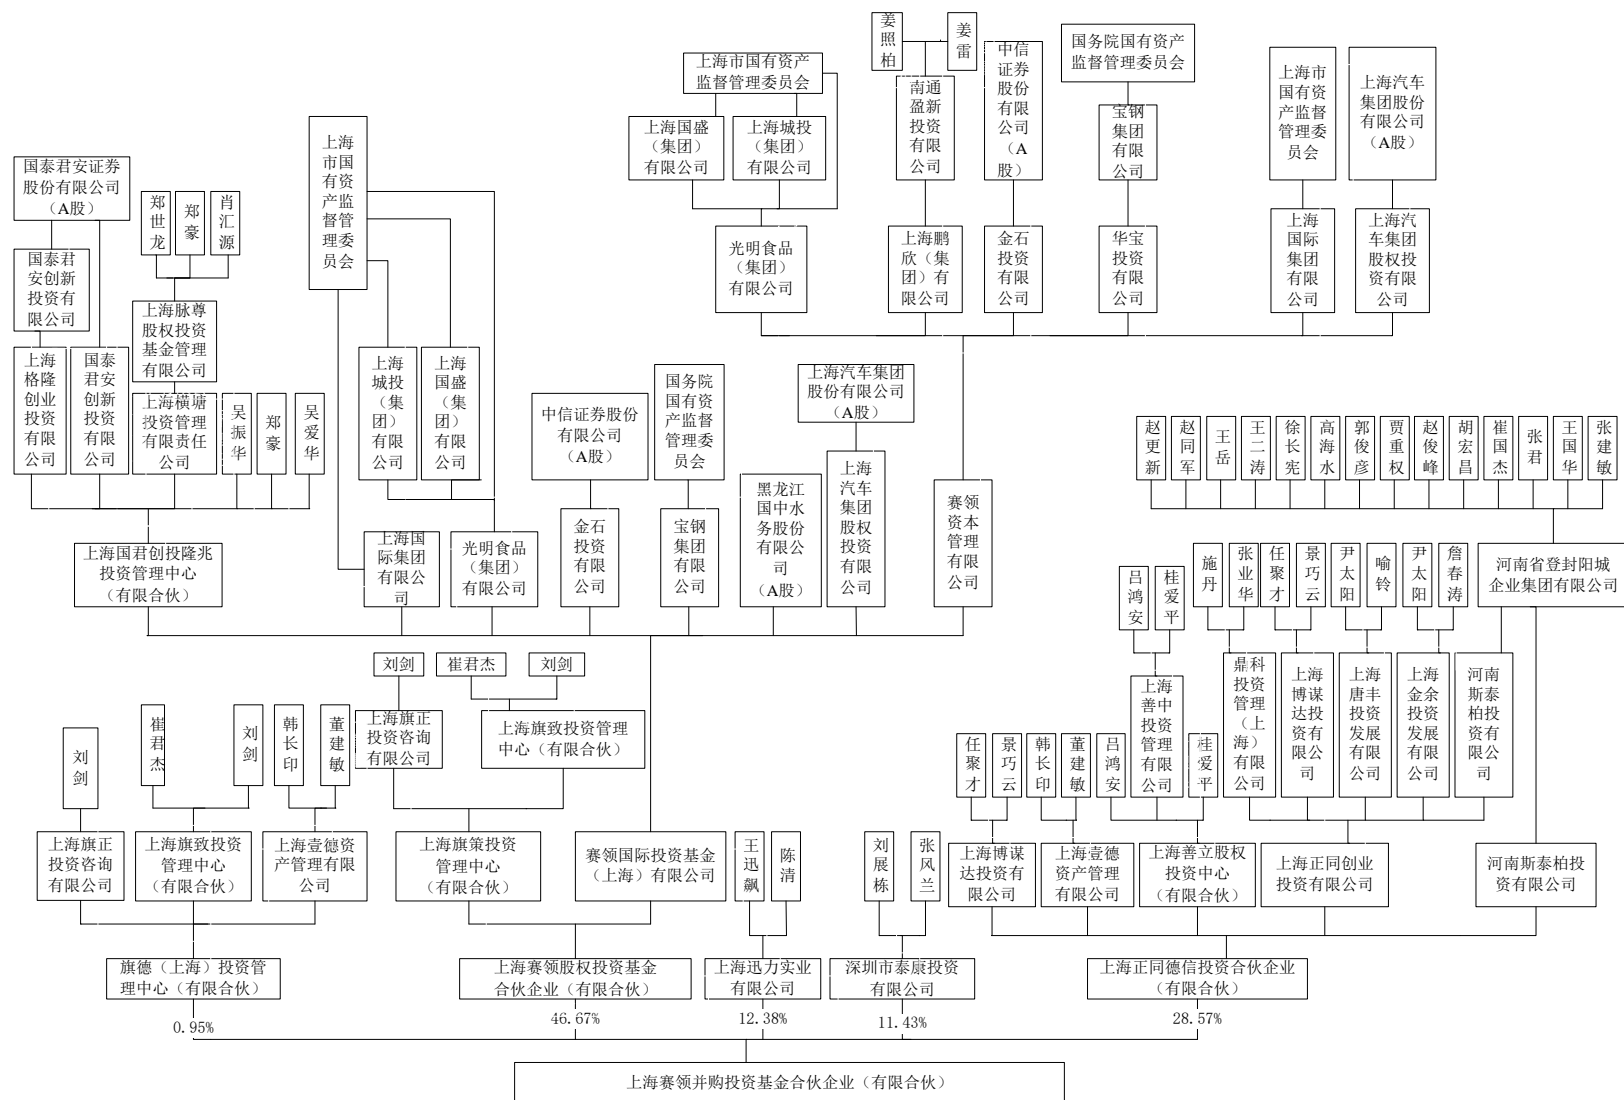 姜照柏
姜雷
上海市国有资产
监督管理委员会
南通
盈新
投资
有限
公司
中信
证券
股份
有限
公司
（A
股）
国务院国有资产
监督管理委员会
上海市
国有资
产监督
管理委
员会
上海汽车
集团股份
有限公司
（A股）
上海国盛
（集团）
有限公司
上海城投
（集团）
有限公司
宝钢
集团
有限
公司
上海
市国
有资
产监
督管
理委
员会
国泰君安证券
股份有限公司
（A股）
郑世龙
郑豪
肖汇源
国泰君
安创新
投资有
限公司
光明食品
（集团）
有限公司
上海鹏
欣（集
团）有
限公司
金石
投资
有限
公司
华宝
投资
有限
公司
上海
国际
集团
有限
公司
上海汽
车集团
股权投
资有限
公司
上海脉尊
股权投资
基金管理
有限公司
上海
格隆
创业
投资
有限
公司
国泰
君安
创新
投资
有限
公司
上海横塘
投资管理
有限责任
公司
吴振华
郑豪
吴爱华
上海
城投
（集
团）
有限
公司
上海
国盛
（集
团）
有限
公司
中信证券股份
有限公司
（A股）
国务院
国有资
产监督
管理委
员会
上海汽车集团
股份有限公司
（A股）
黑龙江
国中水
务股份
有限公
司
（A股）
上海
汽车
集团
股权
投资
有限
公司
赛领
资本
管理
有限
公司
赵更新
赵同军
王岳
王二涛
徐长宪
高海水
郭俊彦
贾重权
赵俊峰
胡宏昌
崔国杰
张君
王国华
张建敏
上海国君创投隆兆
投资管理中心
（有限合伙）
上海国
际集团
有限公
司
光明食品
（集团）
有限公司
金石
投资
有限
公司
宝钢
集团
有限
公司
吕鸿安
桂爱平
施丹
张业华
任聚才
景巧云
尹太阳
喻铃
尹太阳
詹春涛
河南省登封阳城
企业集团有限公司
刘剑
崔君杰
刘剑
上海旗正
投资咨询
有限公司
上海旗致投资管理
中心（有限合伙）
上海
善中
投资
管理
有限
公司
鼎科
投资
管理
（上
海）
有限
公司
上海
博谋
达投
资有
限公
司
上海
唐丰
投资
发展
有限
公司
上海
金余
投资
发展
有限
公司
河南
斯泰
柏投
资有
限公
司
刘剑
崔君杰
刘剑
韩长印
董建敏
任聚才
景巧云
韩长印
董建敏
吕鸿安
桂爱平
上海旗正
投资咨询
有限公司
上海旗致投资
管理中心
（有限合伙）
上海壹德资
产管理有限
公司
上海旗策投资
管理中心
（有限合伙）
赛领国际投资基金
（上海）有限公司
王迅飙
陈清
刘展栋
张风兰
上海博谋
达投资有
限公司
上海壹德
资产管理
有限公司
上海善立股权
投资中心
（有限合伙）
上海正同创业
投资有限公司
河南斯泰柏投
资有限公司
旗德（上海）投资管
理中心（有限合伙）
上海赛领股权投资基金
合伙企业（有限合伙）
上海迅力实业
有限公司
深圳市泰康投资
有限公司
上海正同德信投资合伙企业
（有限合伙）
0.95%
46.67%
12.38%
11.43%
28.57%
上海赛领并购投资基金合伙企业（有限合伙）